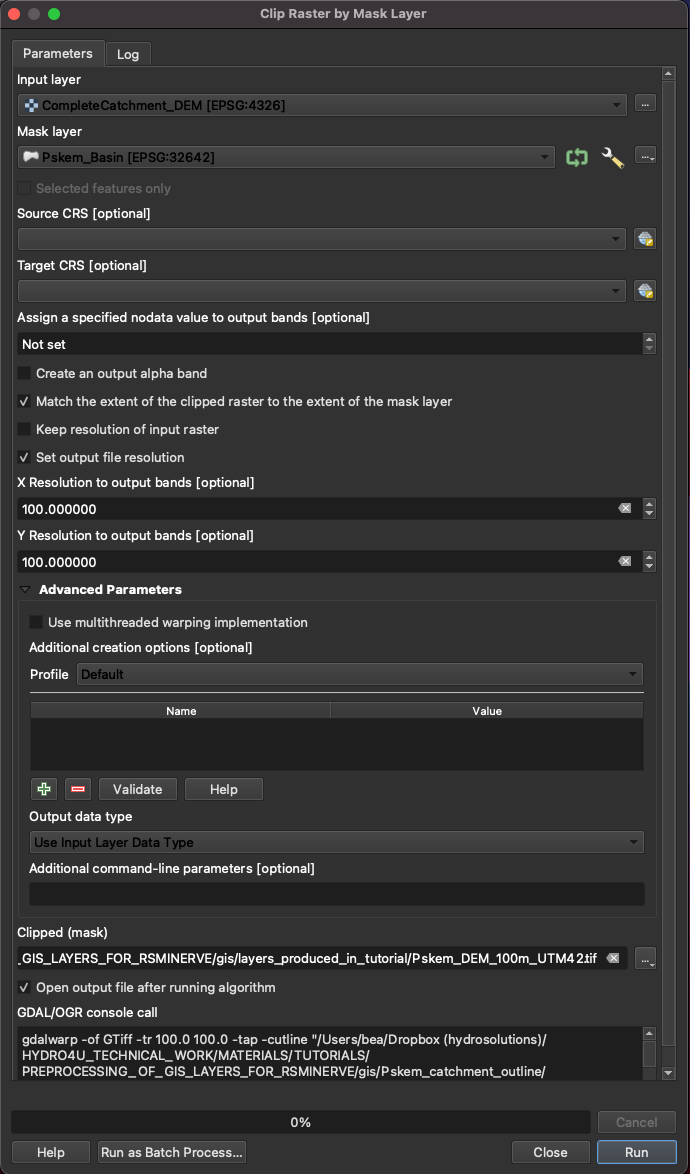 Clip Raster by Mask Layer
Parameters
Log
Input layer
CompleteCatchment_DEM [EPSG:4326]
...
Mask layer
Pskem_Basin [EPSG:32642]
...
Selected features only
Source CRS [optional]
Target CRS [optional]
Assign a specified nodata value to output bands [optional]
Not set
Create an output alpha band
Match the extent of the clipped raster to the extent of the mask layer
Keep resolution of input raster
Set output file resolution
X Resolution to output bands [optional]
100.000000
Y Resolution to output bands [optional]
100.000000
Advanced Parameters
Use multithreaded warping implementation
Additional creation options [optional]
Profile Default
Name Value
Validate Help
Output data type
Use Input Layer Data Type
Additional command-line parameters [optional]
Clipped (mask)
_GIS_LAYERS_FOR_RSMINERVE/gis/layers_produced_in_tutorial/Pskem_DEM_100m_UTM42.tif
...
Open output file after running algorithm
GDAL/OGR console call
gdalwarp -of GTiff -tr 100.0 100.0 -tap -cutline "/Users/bea/Dropbox (hydrosolutions)/
HYDRO4U_TECHNICAL_WORK/MATERIALS/TUTORIALS/
PREPROCESSING_OF_GIS_LAYERS_FOR_RSMINERVE/gis/Pskem_catchment_outline/
0%
Cancel
Help Run as Batch Process... Close Run